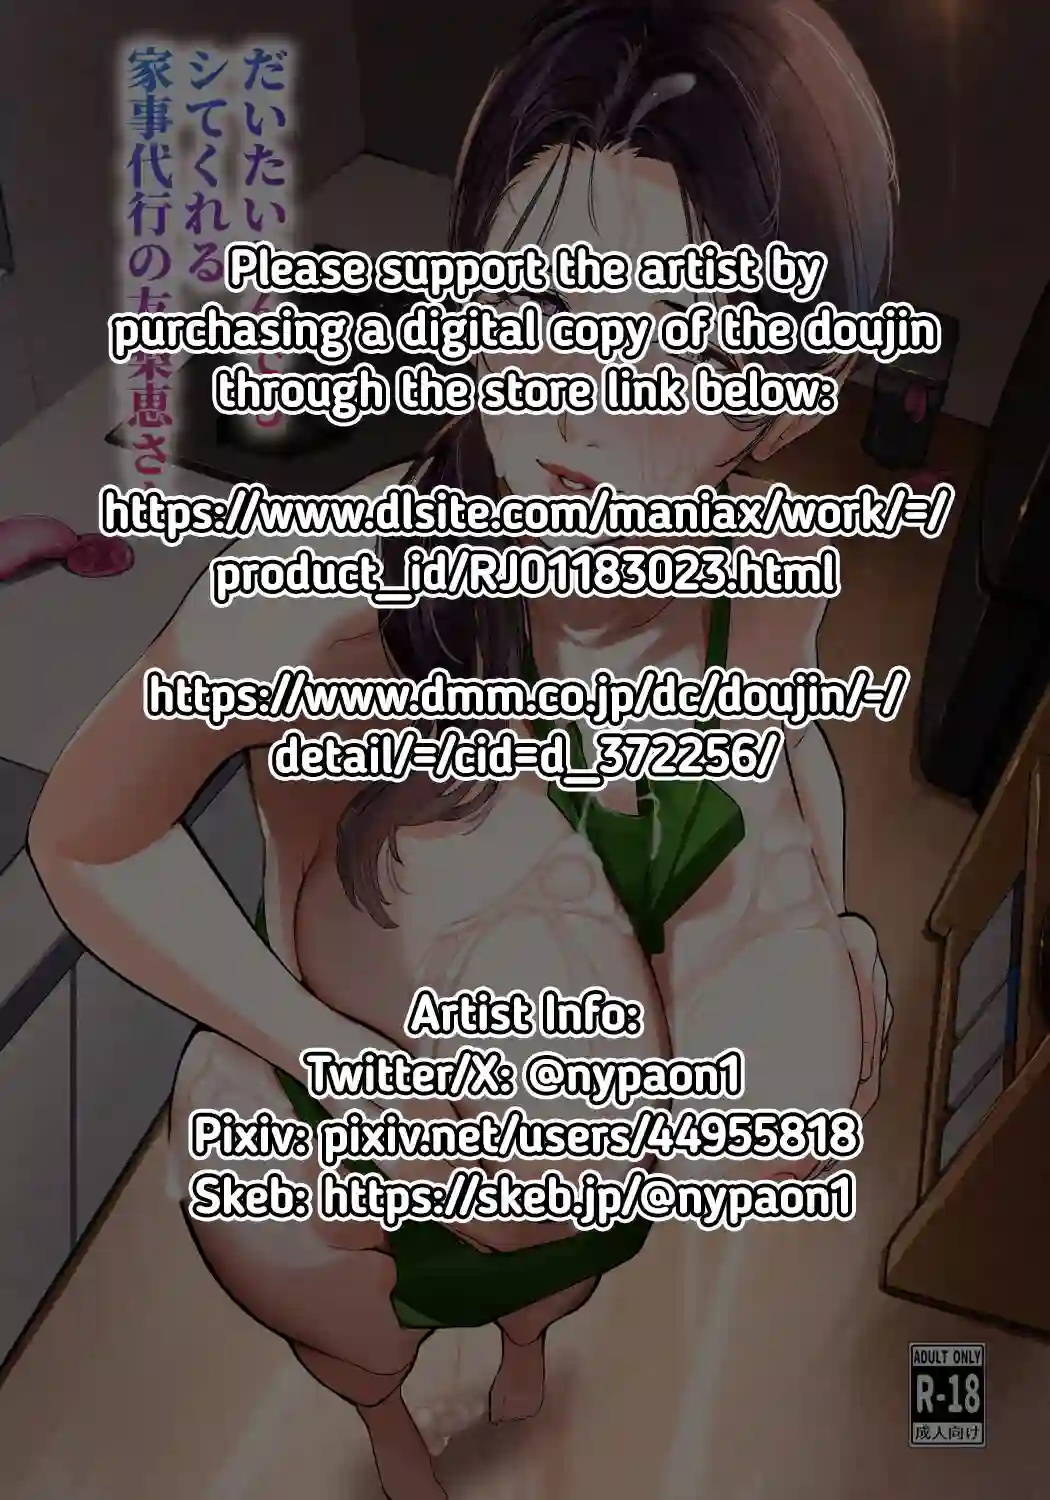 だいたい
シてくれる
家事代行の友
恵さ
Please support the artist by
purchasing a digital copy of the doujin
through the store link below:
https://www.dlsite.com/maniax/work/=/
product_id/RJ01183023.html
https://www.dmm.co.jp/dc/doujin/-/
detail/=/cid=d_372256/
Artist Info:
Twitter/X: @nypaon1
Pixiv: pixiv.net/users/44955818
Skeb: https://skeb.jp/@nypaon1
ADULT ONLY
R-18
成人向け